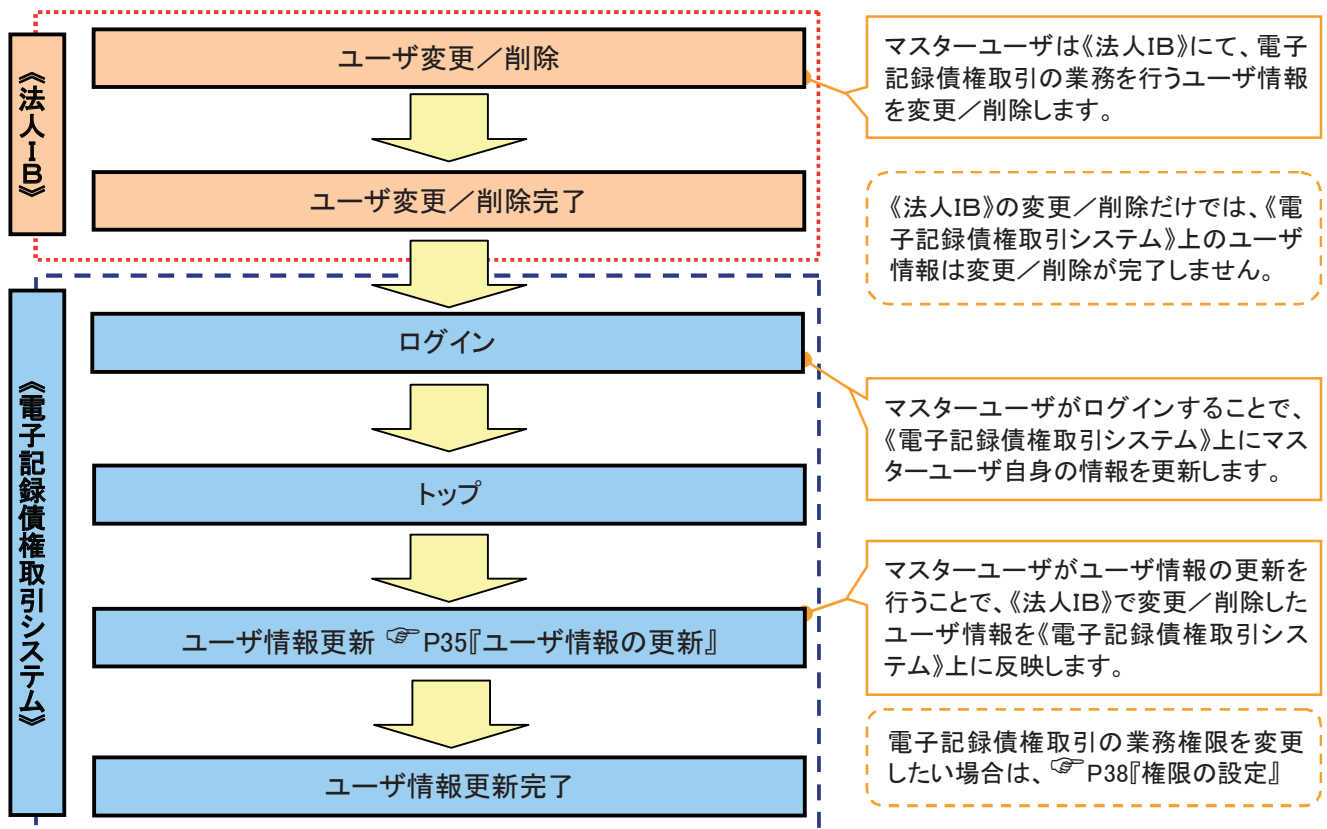 《法人IB》
ユーザ変更／削除
マスターユーザは《法人IB》にて、電子
記録債権取引の業務を行うユーザ情報
を変更／削除します。
ユーザ変更／削除完了
《法人IB》の変更／削除だけでは、《電
子記録債権取引システム》上のユーザ
情報は変更／削除が完了しません。
《電子記録債権取引システム》
ログイン
マスターユーザがログインすることで、
《電子記録債権取引システム》上にマス
ターユーザ自身の情報を更新します。
トップ
ユーザ情報更新 ☞ P35『ユーザ情報の更新』
マスターユーザがユーザ情報の更新を
行うことで、《法人IB》で変更／削除した
ユーザ情報を《電子記録債権取引シス
テム》上に反映します。
ユーザ情報更新完了
電子記録債権取引の業務権限を変更
したい場合は、☞ P38『権限の設定』